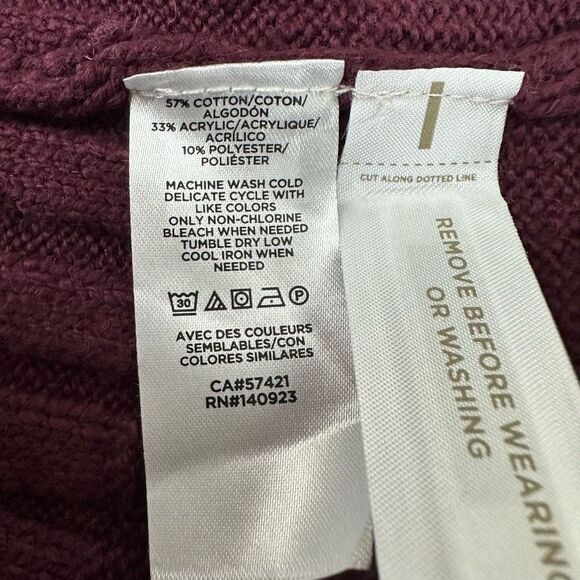 57% COTTON/COTON/
ALGODÓN
33% ACRYLIC/ACRYLIQUE/
ACRÍLICO
10% POLYESTER/
POLIÉSTER
MACHINE WASH COLD
DELICATE CYCLE WITH
LIKE COLORS
ONLY NON-CHLORINE
BLEACH WHEN NEEDED
TUMBLE DRY LOW
COOL IRON WHEN
NEEDED
30 P
AVEC DES COULEURS
SEMBLABLES/CON
COLORES SIMILARES
CA#57421
RN#140923
CUT ALONG DOTTED LINE
REMOVE BEFORE WEARING
OR WASHING